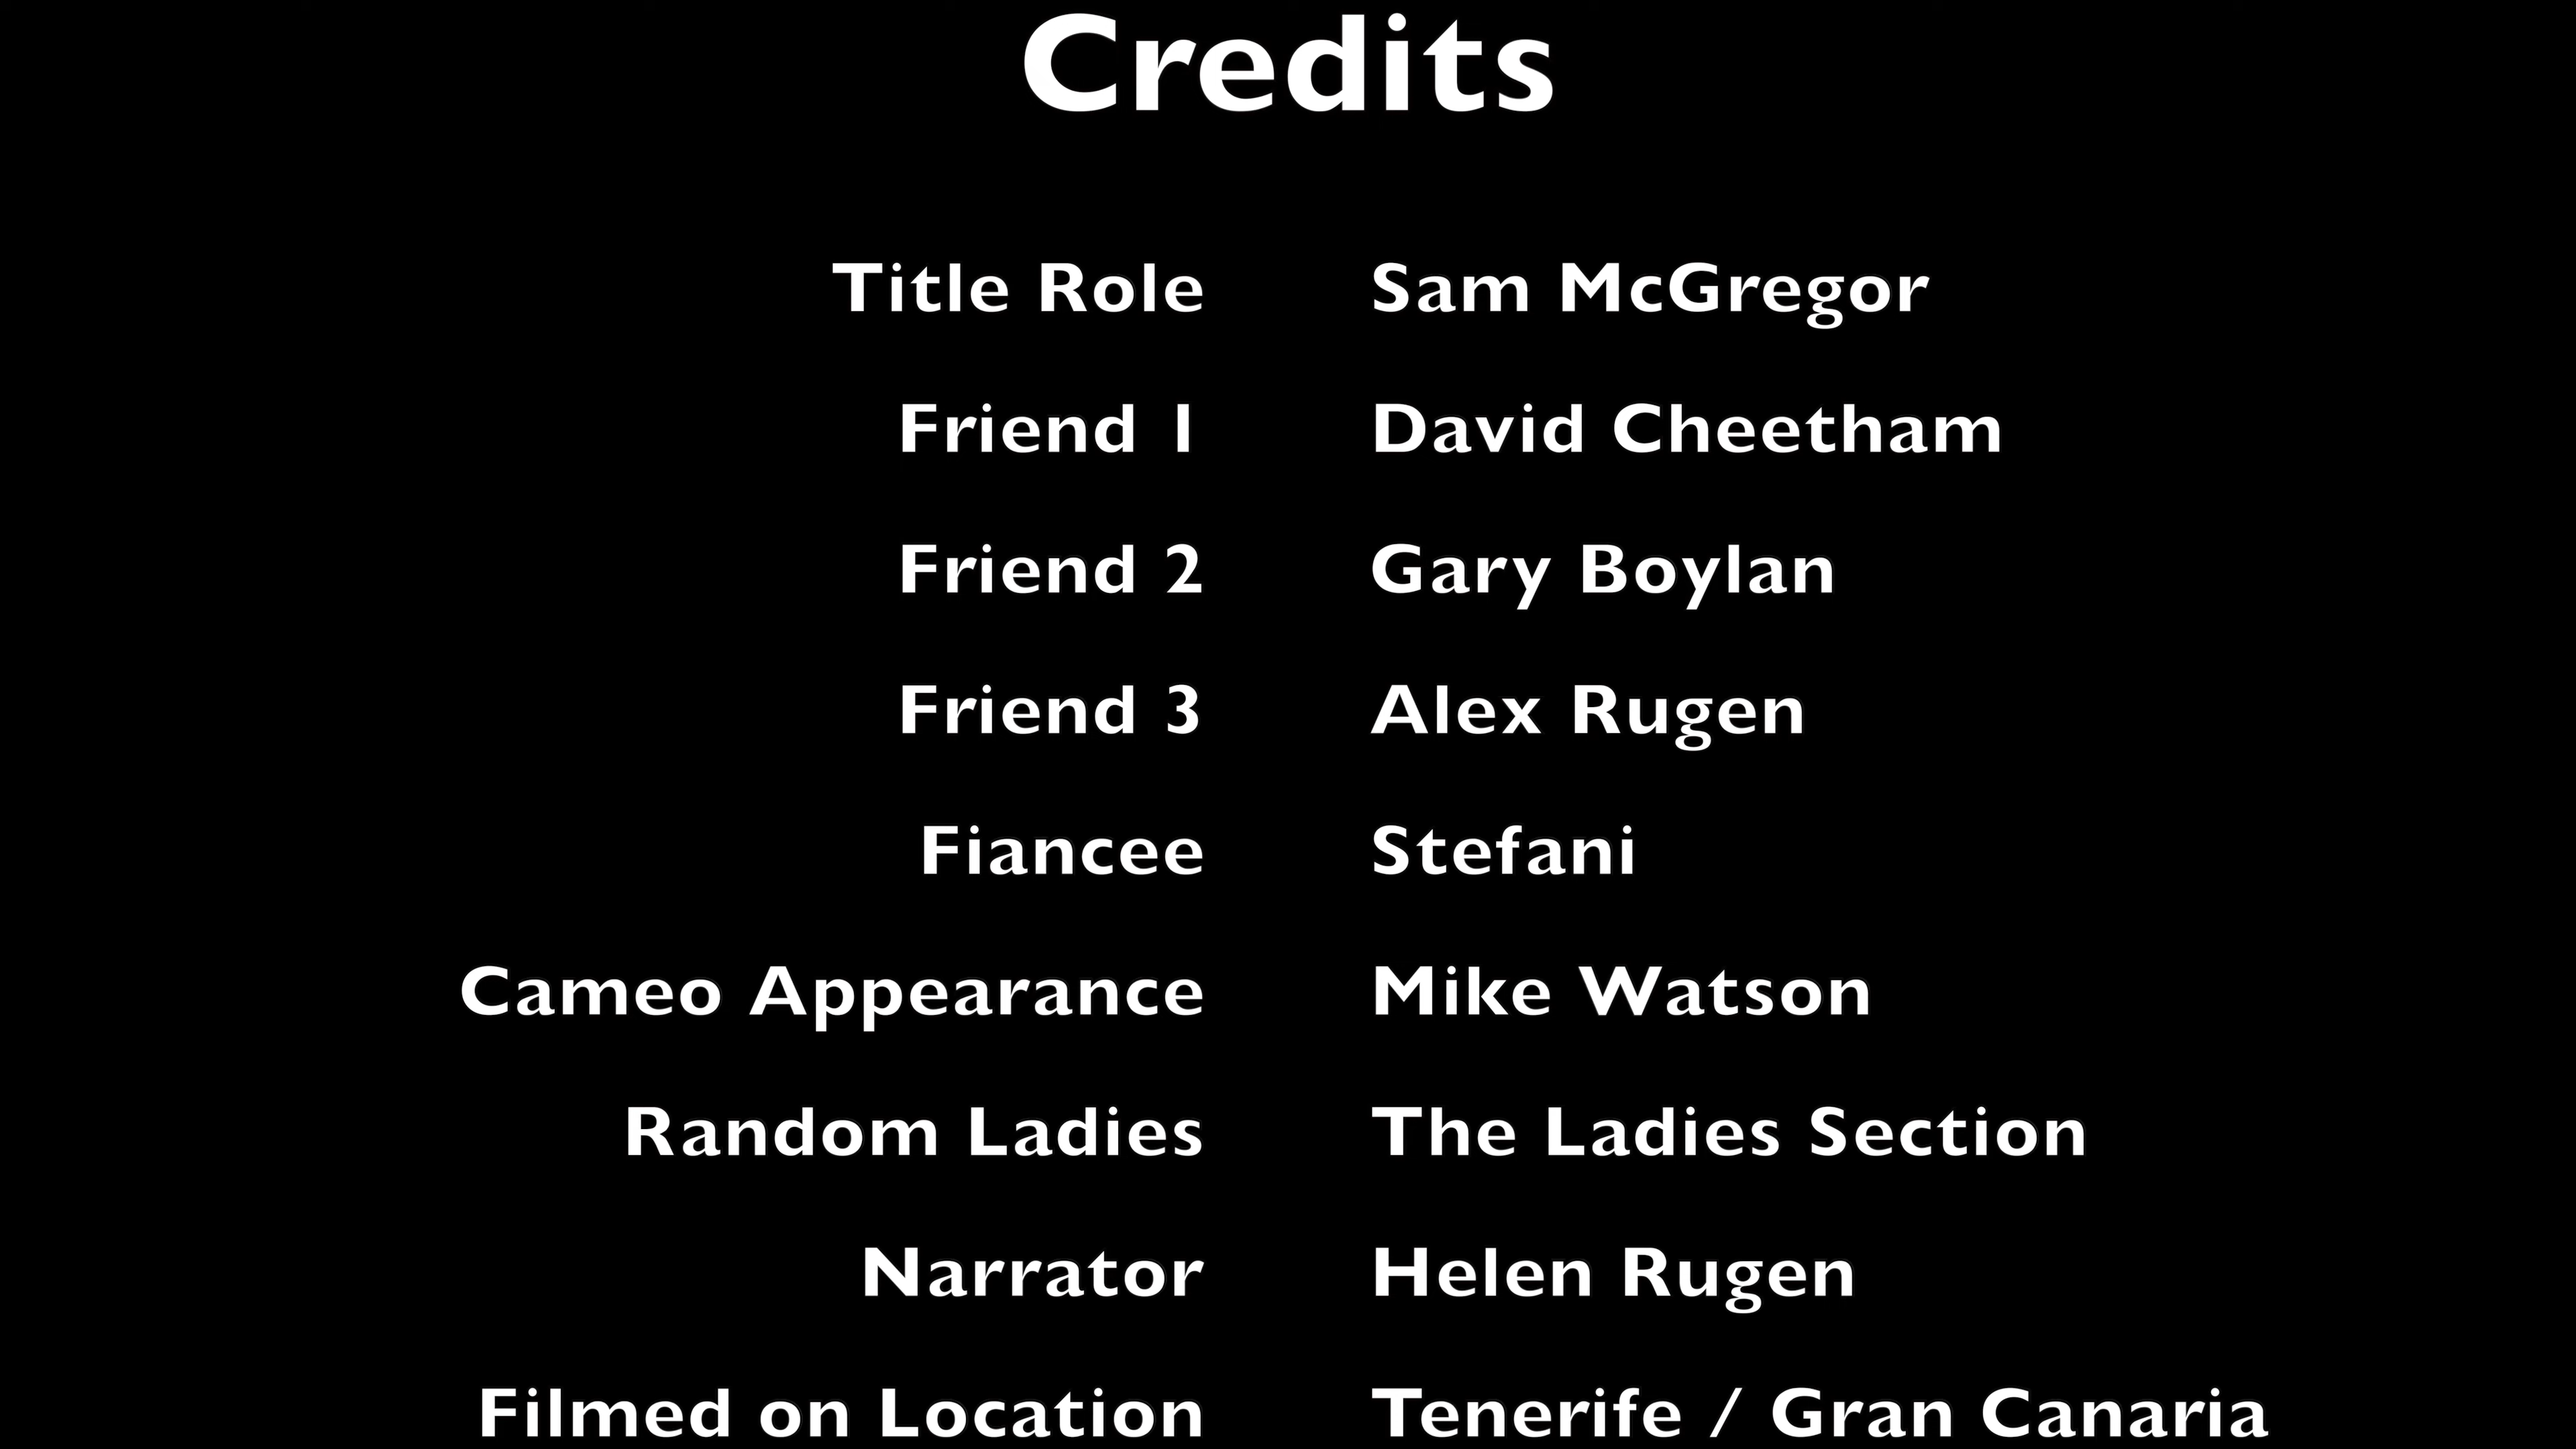 Credits
Title Role Sam McGregor
Friend 1 David Cheetham
Friend 2 Gary Boylan
Friend 3 Alex Rugen
Fiancee Stefani
Cameo Appearance Mike Watson
Random Ladies The Ladies Section
Narrator Helen Rugen
Filmed on Location Tenerife / Gran Canaria